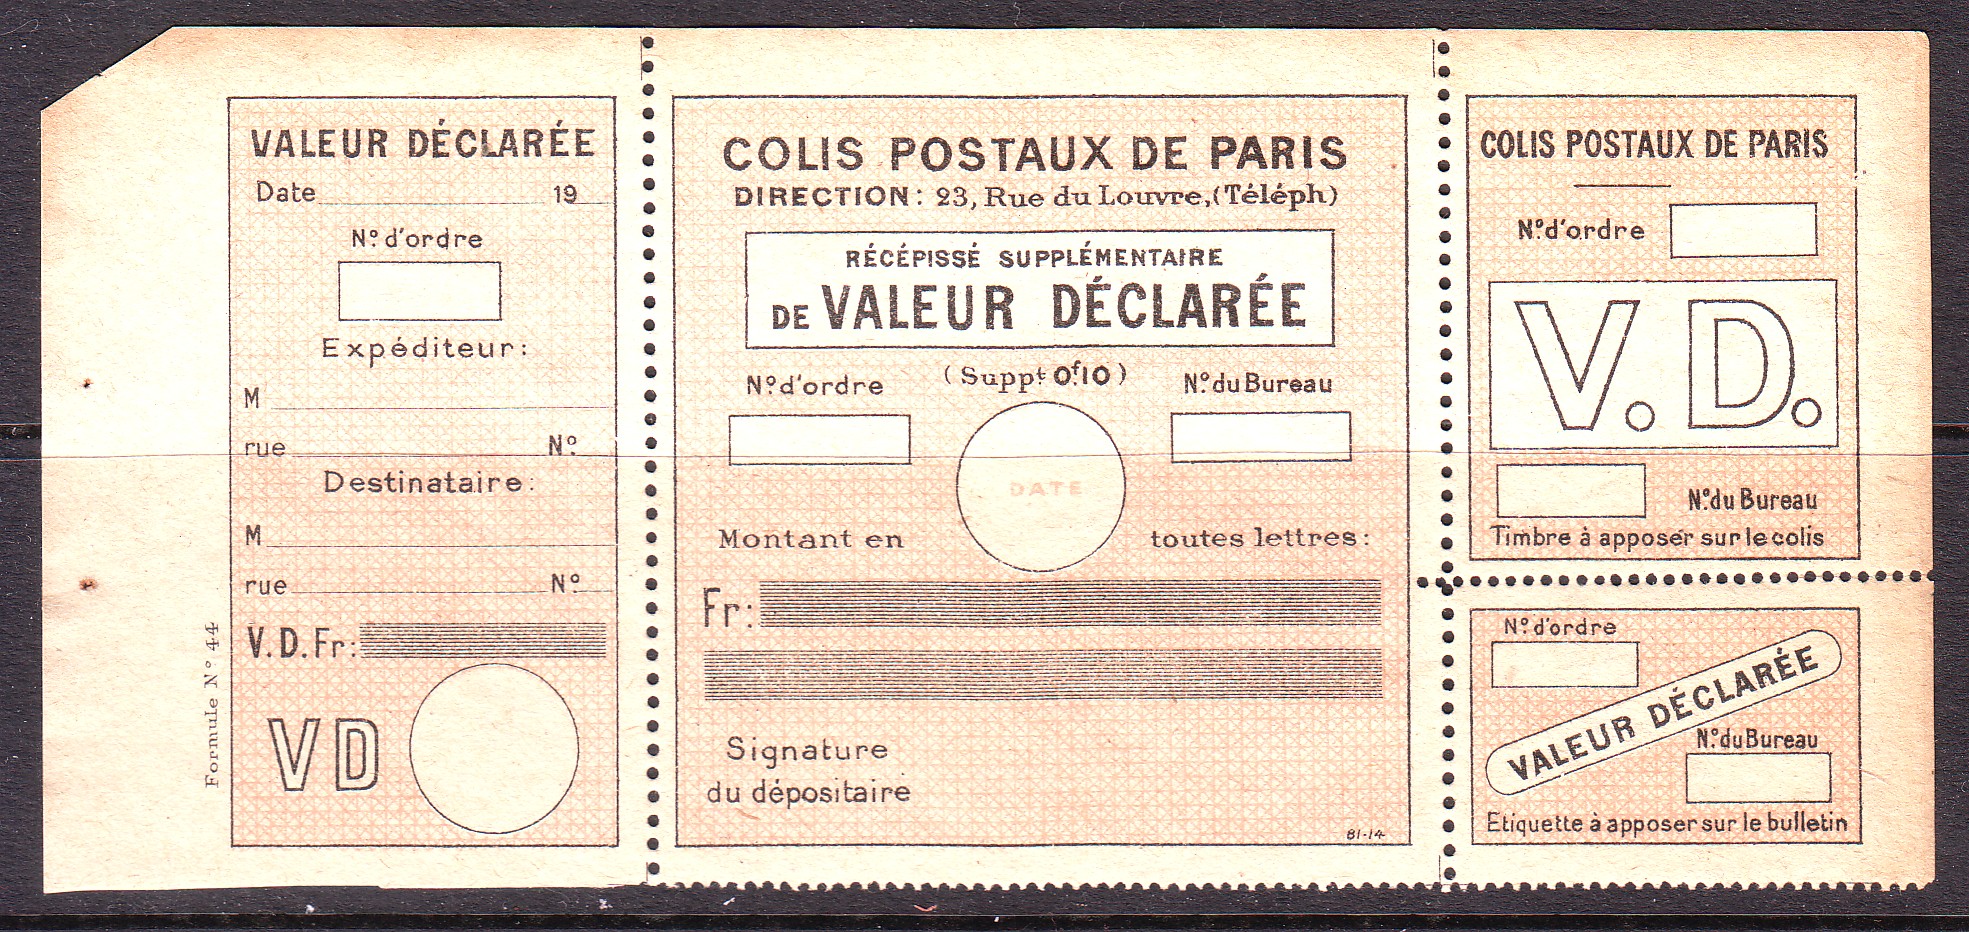 VALEUR DÉCLARÉE
Date 19
N.º d'ordre
Expéditeur:
M
rue N.º
Destinataire:
M
rue N.º
V.D.Fr:
VD
Formule Nº 44
COLIS POSTAUX DE PARIS
DIRECTION: 23, Rue du Louvre, (Téléph)
RÉCÉPISSÉ SUPPLÉMENTAIRE
DE VALEUR DÉCLARÉE
(Suppt 0f.10)
N.º d'ordre
N.º du Bureau
DATE
Montant en toutes lettres:
Fr:
Signature
du dépositaire
81-14
COLIS POSTAUX DE PARIS
N.º d'ordre
V. D.
N.º du Bureau
Timbre à apposer sur le colis
N.º d'ordre
VALEUR DÉCLARÉE
N.º du Bureau
Etiquette à apposer sur le bulletin